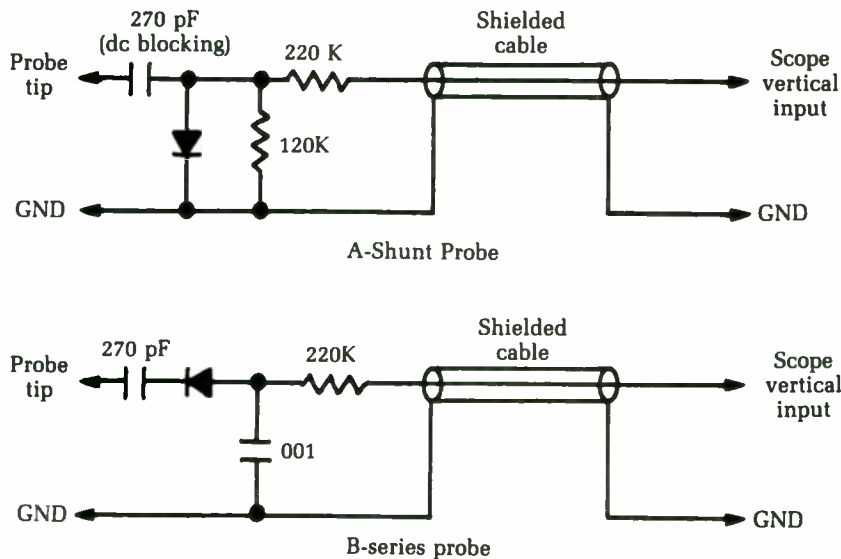 270 pF
(dc blocking)
Probe
tip
220 K
Shielded
cable
Scope
vertical
input
120K
GND
GND
A-Shunt Probe
270 pF
Probe
tip
220K
Shielded
cable
Scope
vertical
input
001
GND
GND
B-series probe